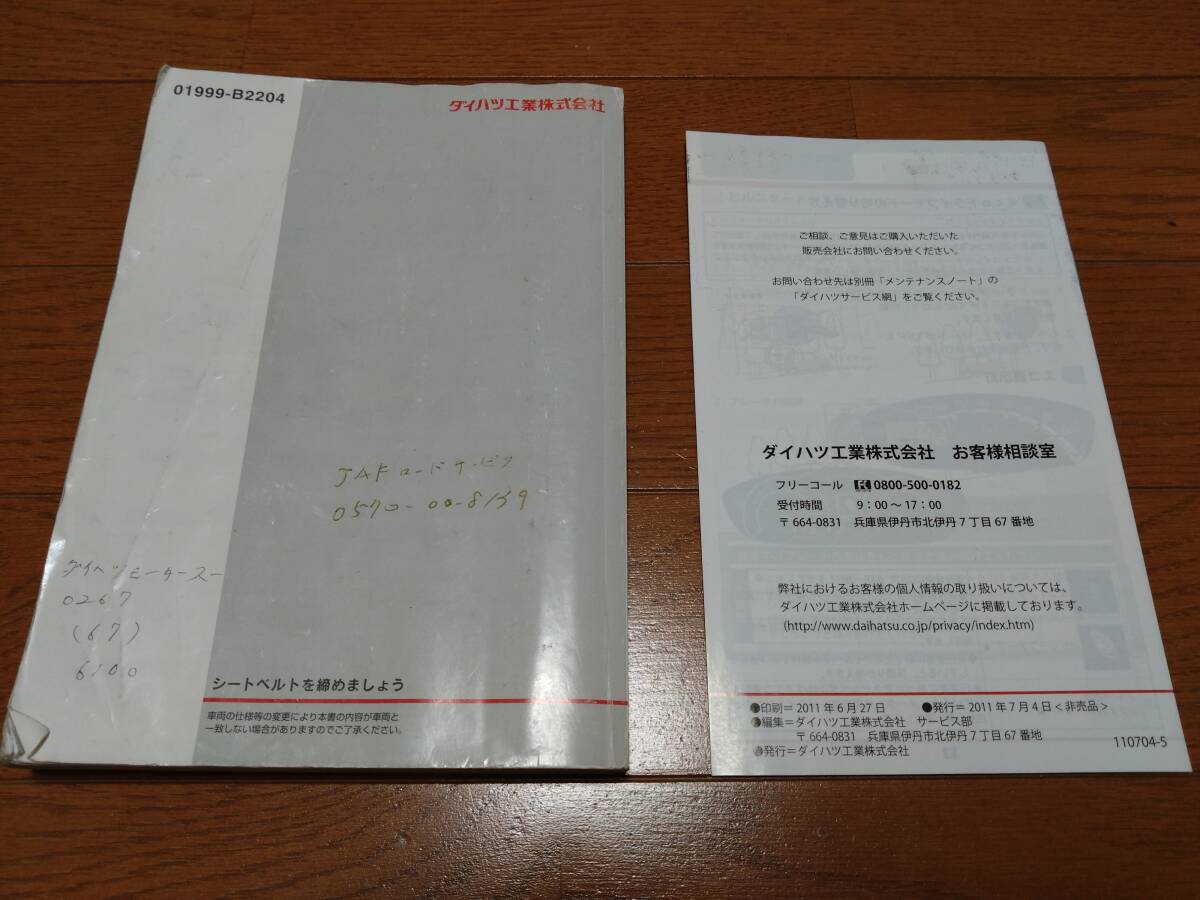 01999-B2204
ダイハツ工業株式会社
JAF ロードサービス
0570-00-8139
ダイハツモータース
0267
(67)
6100
シートベルトを締めましょう
車両の仕様等の変更により本書の内容が車両と
一致しない場合がありますのでご了承ください。
ご相談、ご意見はご購入いただいた
販売会社にお問い合わせください。
お問い合わせ先は別冊「メンテナンスノート」の
「ダイハツサービス網」をご覧ください。
ダイハツ工業株式会社 お客様相談室
フリーコール 0800-500-0182
受付時間 9：00～17：00
〒664-0831 兵庫県伊丹市北伊丹7丁目67番地
弊社におけるお客様の個人情報の取り扱いについては、
ダイハツ工業株式会社ホームページに掲載しております。
(http://www.daihatsu.co.jp/privacy/index.htm)
●印刷＝2011年6月27日 ●発行＝2011年7月4日＜非売品＞
●編集＝ダイハツ工業株式会社 サービス部
〒664-0831 兵庫県伊丹市北伊丹7丁目67番地
●発行＝ダイハツ工業株式会社
110704-5